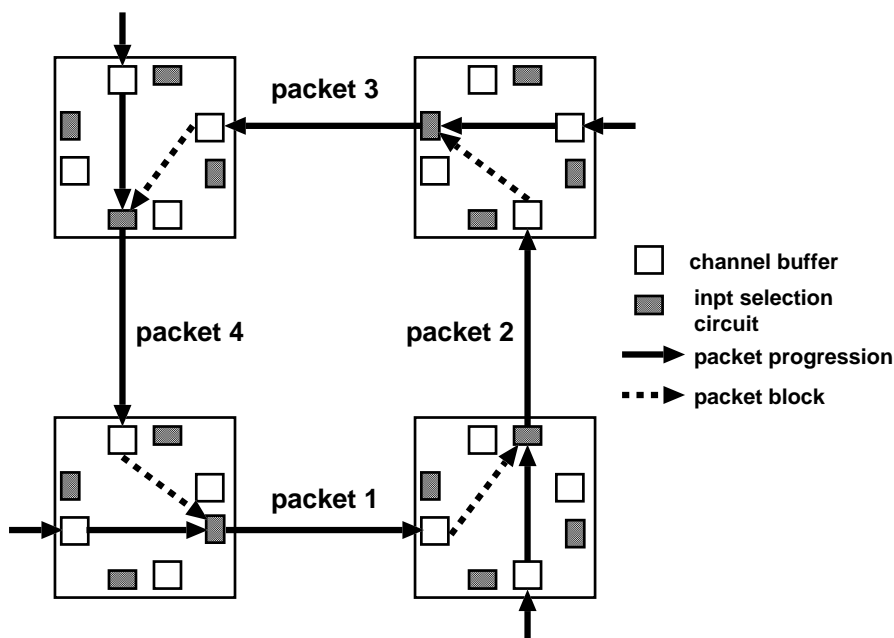 packet 3
packet 4
packet 2
packet 1
channel buffer
inpt selection
circuit
packet progression
packet block